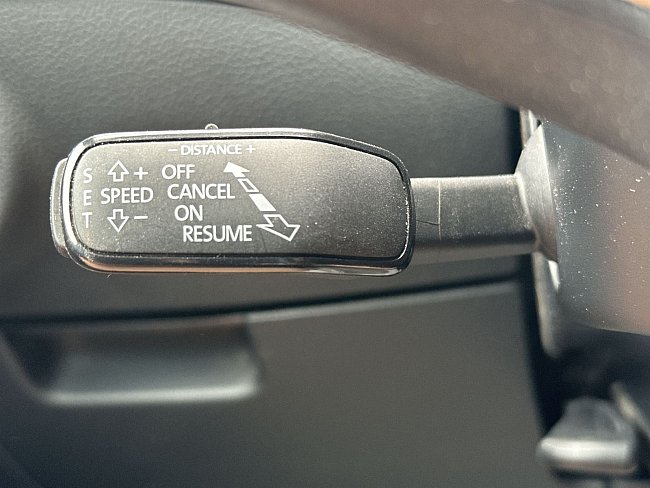 − DISTANCE +
S
E
T
+
SPEED
−
OFF
CANCEL
ON
RESUME